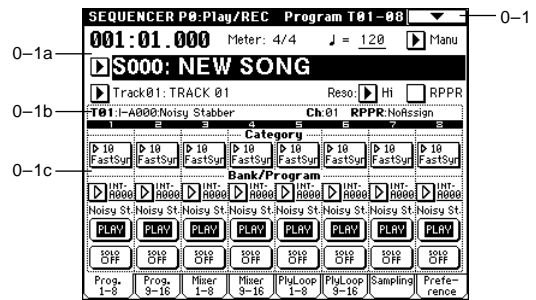 SEQUENCER P0:Play/REC Program T01-08
0–1
001:01.000 Meter: 4/4 ♩ = 120 Manu
0–1a
S000: NEW SONG
Track01: TRACK 01 Reso: Hi RPPR
0–1b
T01:I-A000:Noisy Stabber Ch:01 RPPR:NoAssign
1 2 3 4 5 6 7 8
Category
10 10 10 10 10 10 10 10
FastSyn FastSyn FastSyn FastSyn FastSyn FastSyn FastSyn FastSyn
0–1c
Bank/Program
INT- INT- INT- INT- INT- INT- INT- INT-
A000 A000 A000 A000 A000 A000 A000 A000
Noisy St. Noisy St. Noisy St. Noisy St. Noisy St. Noisy St. Noisy St. Noisy St.
PLAY PLAY PLAY PLAY PLAY PLAY PLAY PLAY
SOLO SOLO SOLO SOLO SOLO SOLO SOLO SOLO
OFF OFF OFF OFF OFF OFF OFF OFF
Prog. Prog. Mixer Mixer PlyLoop PlyLoop Sampling Prefe-
1-8 9-16 1-8 9-16 1-8 9-16 rence